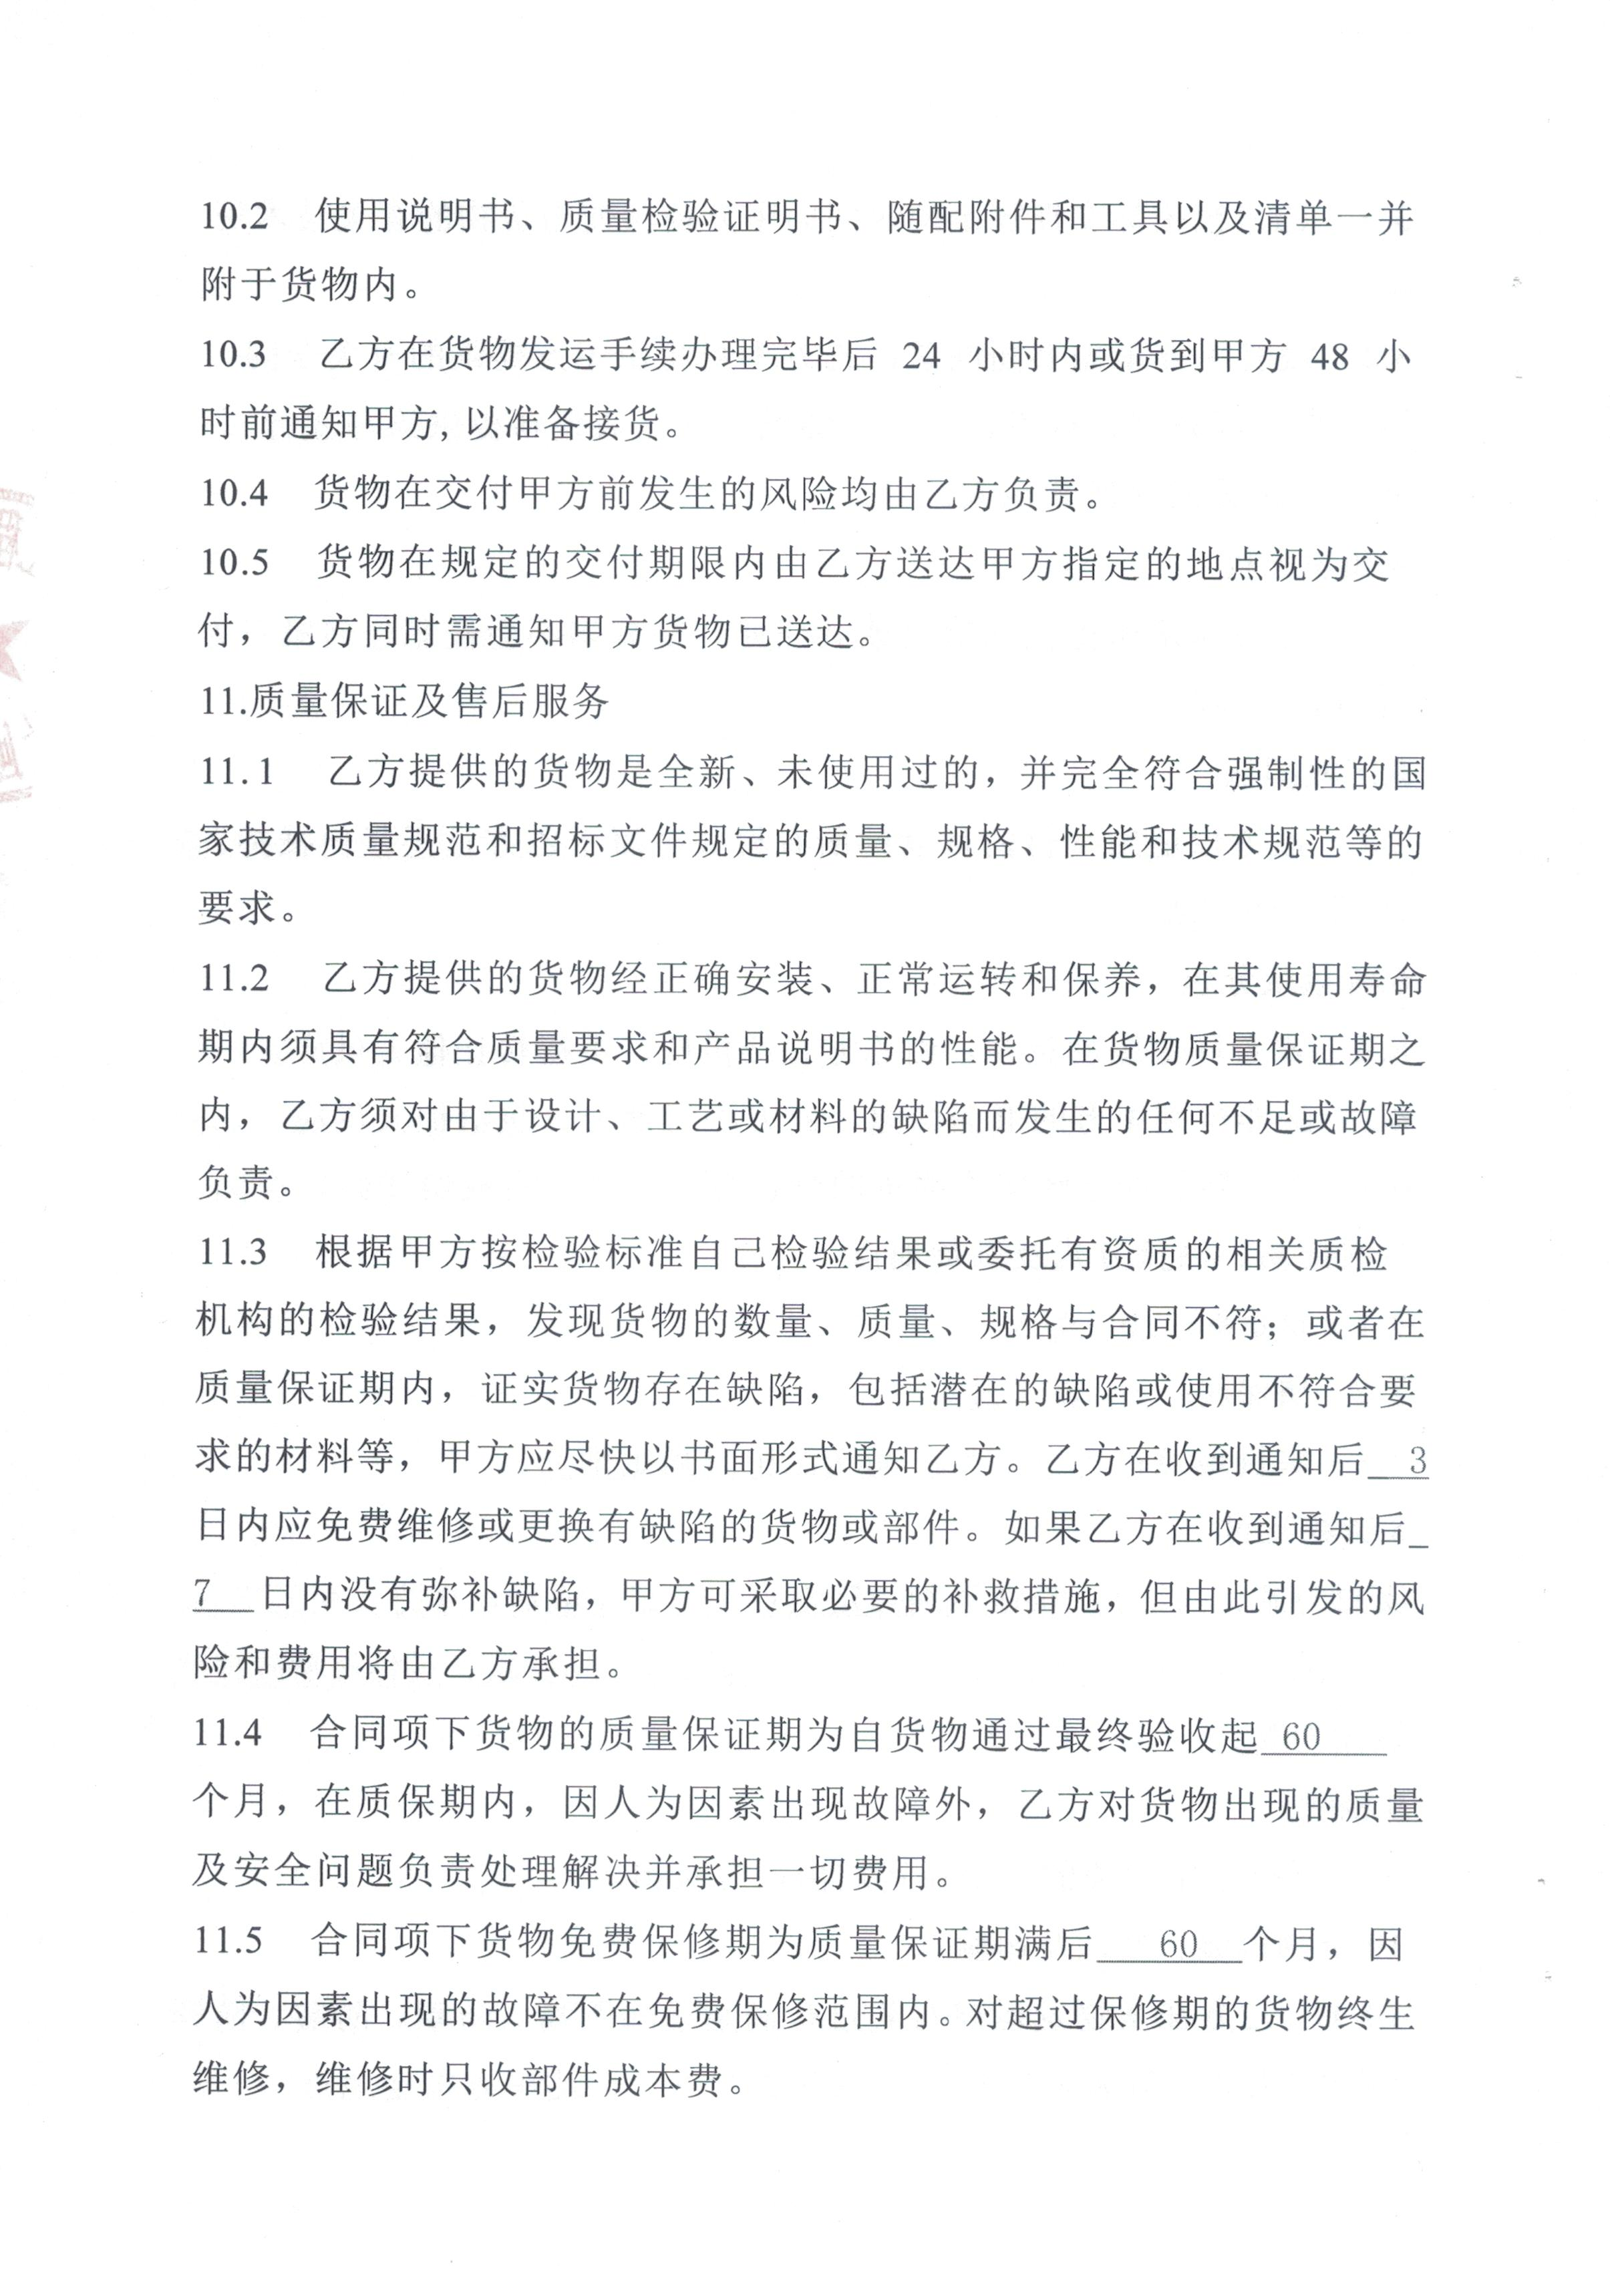 10.2 使用说明书、质量检验证明书、随配附件和工具以及清单一并
附于货物内。
10.3 乙方在货物发运手续办理完毕后 24 小时内或货到甲方 48 小
时前通知甲方,以准备接货。
10.4 货物在交付甲方前发生的风险均由乙方负责。
10.5 货物在规定的交付期限内由乙方送达甲方指定的地点视为交
付，乙方同时需通知甲方货物已送达。
11.质量保证及售后服务
11.1 乙方提供的货物是全新、未使用过的，并完全符合强制性的国
家技术质量规范和招标文件规定的质量、规格、性能和技术规范等的
要求。
11.2 乙方提供的货物经正确安装、正常运转和保养，在其使用寿命
期内须具有符合质量要求和产品说明书的性能。在货物质量保证期之
内，乙方须对由于设计、工艺或材料的缺陷而发生的任何不足或故障
负责。
11.3 根据甲方按检验标准自己检验结果或委托有资质的相关质检
机构的检验结果，发现货物的数量、质量、规格与合同不符；或者在
质量保证期内，证实货物存在缺陷，包括潜在的缺陷或使用不符合要
求的材料等，甲方应尽快以书面形式通知乙方。乙方在收到通知后__3
日内应免费维修或更换有缺陷的货物或部件。如果乙方在收到通知后_
7__日内没有弥补缺陷，甲方可采取必要的补救措施，但由此引发的风
险和费用将由乙方承担。
11.4 合同项下货物的质量保证期为自货物通过最终验收起_60___
个月，在质保期内，因人为因素出现故障外，乙方对货物出现的质量
及安全问题负责处理解决并承担一切费用。
11.5 合同项下货物免费保修期为质量保证期满后___60__个月，因
人为因素出现的故障不在免费保修范围内。对超过保修期的货物终生
维修，维修时只收部件成本费。